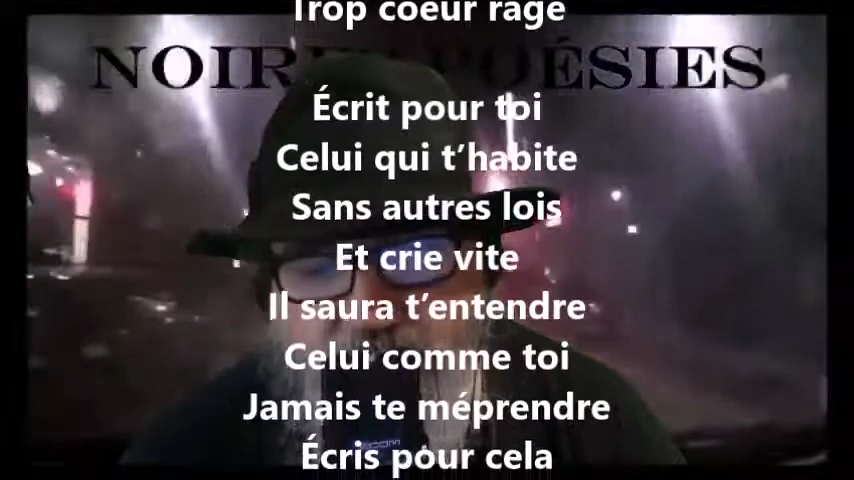 Trop coeur rage
NOIRES POÉSIES
Écrit pour toi
Celui qui t’habite
Sans autres lois
Et crie vite
Il saura t’entendre
Celui comme toi
Jamais te méprendre
Écris pour cela